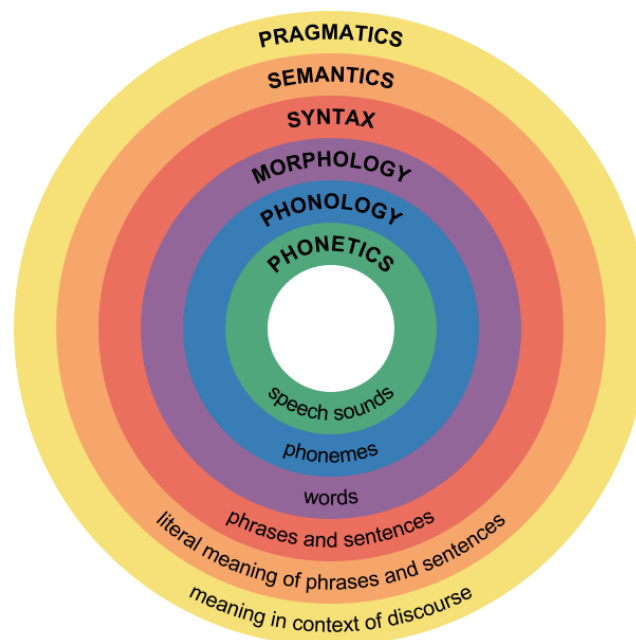 PRAGMATICS
SEMANTICS
SYNTAX
MORPHOLOGY
PHONOLOGY
PHONETICS
speech sounds
phonemes
words
phrases and sentences
literal meaning of phrases and sentences
meaning in context of discourse